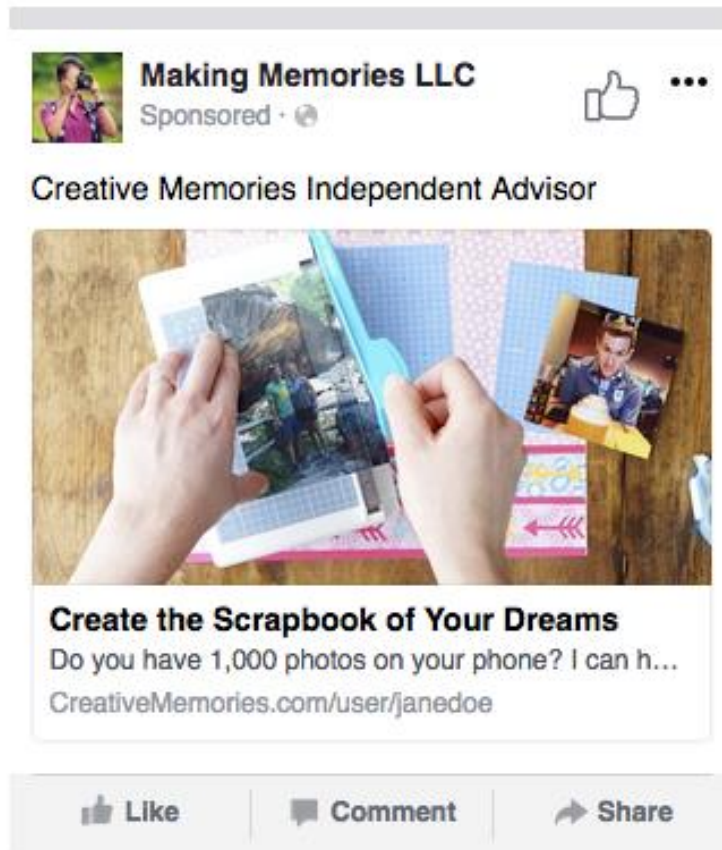 Making Memories LLC
Sponsored ·
Creative Memories Independent Advisor
Create the Scrapbook of Your Dreams
Do you have 1,000 photos on your phone? I can h...
CreativeMemories.com/user/janedoe
Like Comment Share